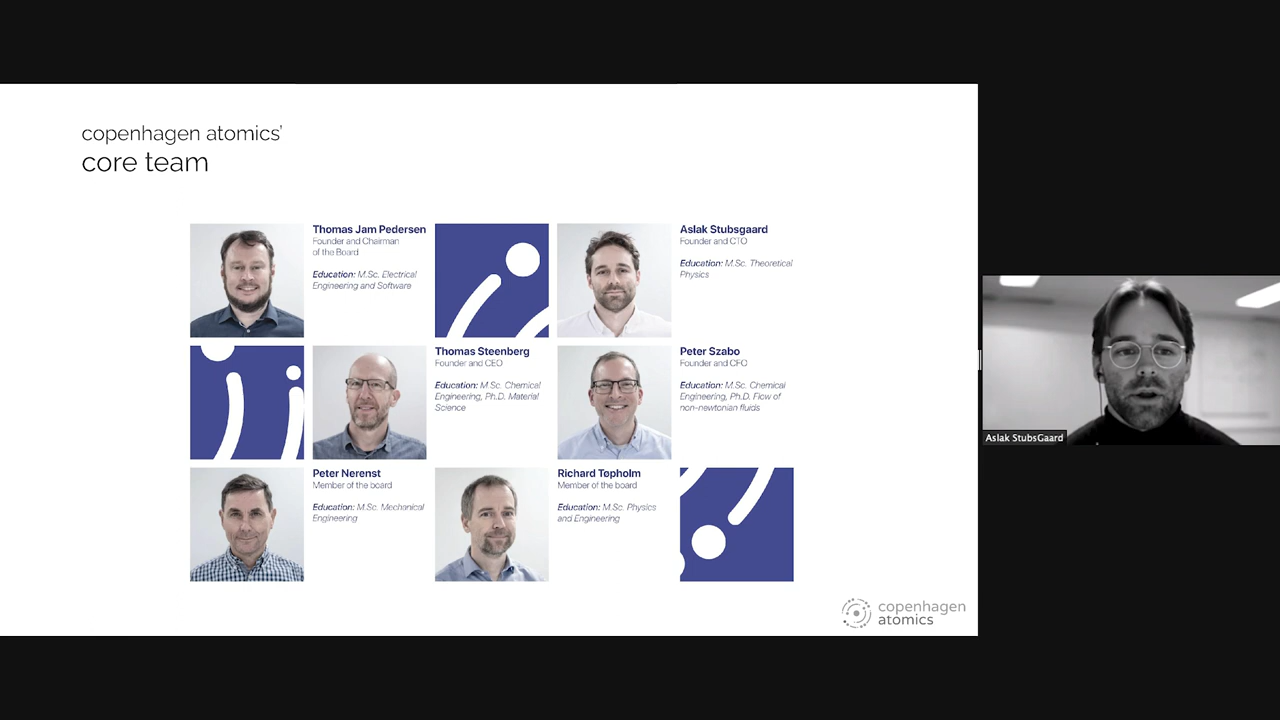 copenhagen atomics'
core team
Thomas Jam Pedersen
Founder and Chairman
of the Board
Education: M.Sc. Electrical
Engineering and Software
Aslak Stubsgaard
Founder and CTO
Education: M.Sc. Theoretical
Physics
Thomas Steenberg
Founder and CEO
Education: M.Sc. Chemical
Engineering, Ph.D. Material
Science
Peter Szabo
Founder and CFO
Education: M.Sc. Chemical
Engineering, Ph.D. Flow of
non-newtonian fluids
Peter Nerenst
Member of the board
Education: M.Sc. Mechanical
Engineering
Richard Tøpholm
Member of the board
Education: M.Sc. Physics
and Engineering
copenhagen
atomics
Aslak StubsGaard